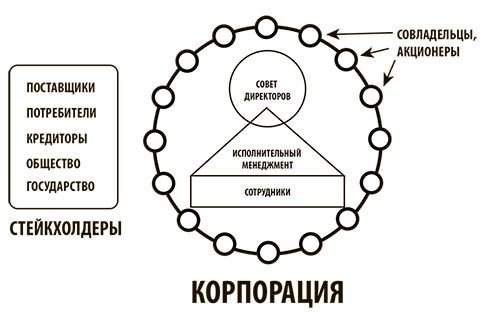 СОВЛАДЕЛЬЦЫ,
АКЦИОНЕРЫ
СОВЕТ
ДИРЕКТОРОВ
ИСПОЛНИТЕЛЬНЫЙ
МЕНЕДЖМЕНТ
СОТРУДНИКИ
ПОСТАВЩИКИ
ПОТРЕБИТЕЛИ
КРЕДИТОРЫ
ОБЩЕСТВО
ГОСУДАРСТВО
СТЕЙКХОЛДЕРЫ
КОРПОРАЦИЯ